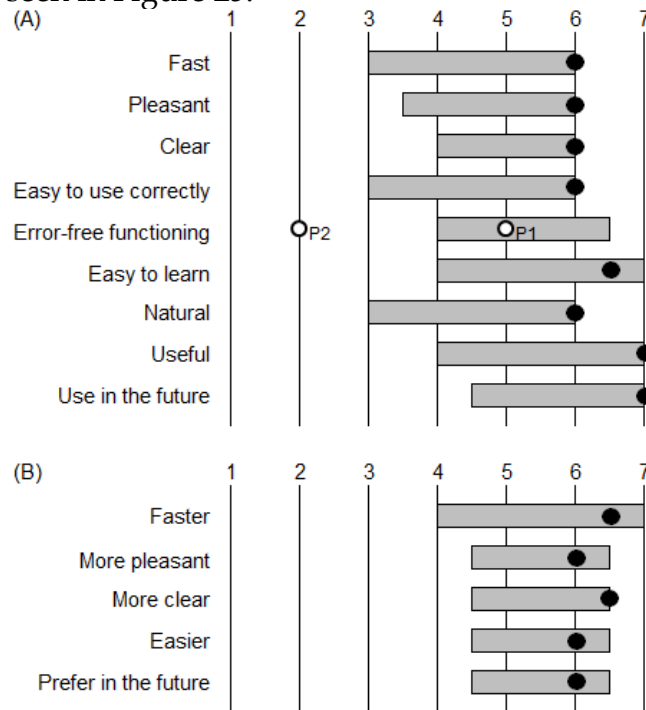 seen in Figure 25.
(A) 1 2 3 4 5 6 7
Fast
Pleasant
Clear
Easy to use correctly
Error-free functioning P2 P1
Easy to learn
Natural
Useful
Use in the future
(B) 1 2 3 4 5 6 7
Faster
More pleasant
More clear
Easier
Prefer in the future